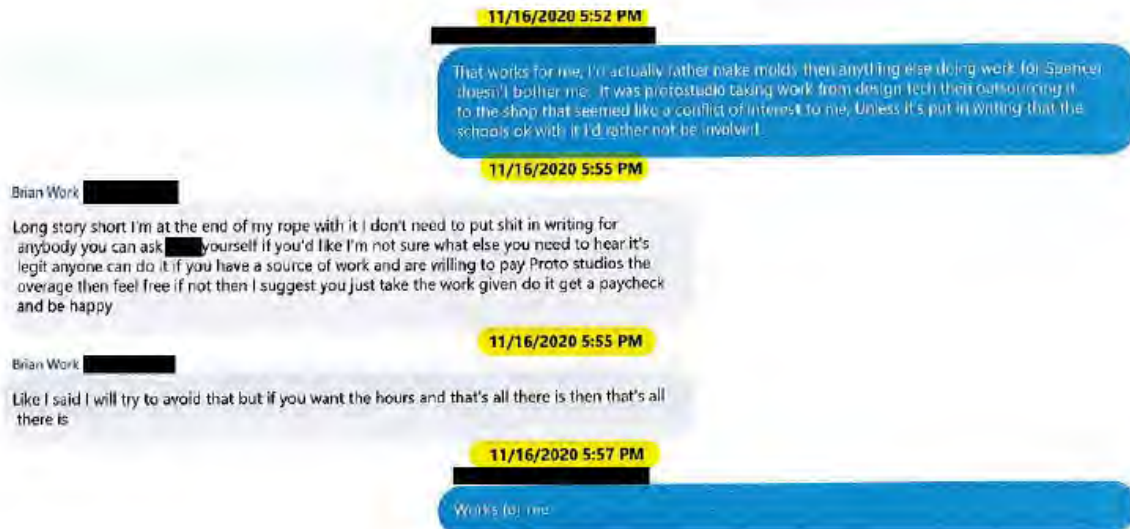 11/16/2020 5:52 PM
That works for me, I'd actually rather make molds then anything else doing work for Spencer
doesn't bother me. It was protostudio taking work from design tech then outsourcing it
to the shop that seemed like a conflict of interest to me, Unless it's put in writing that the
schools ok with it I'd rather not be involved
11/16/2020 5:55 PM
Brian Work
Long story short I'm at the end of my rope with it I don't need to put shit in writing for
anybody you can ask yourself if you'd like I'm not sure what else you need to hear it's
legit anyone can do it if you have a source of work and are willing to pay Proto studios the
overage then feel free if not then I suggest you just take the work given do it get a paycheck
and be happy
11/16/2020 5:55 PM
Brian Work
Like I said I will try to avoid that but if you want the hours and that's all there is then that's all
there is
11/16/2020 5:57 PM
Works for me